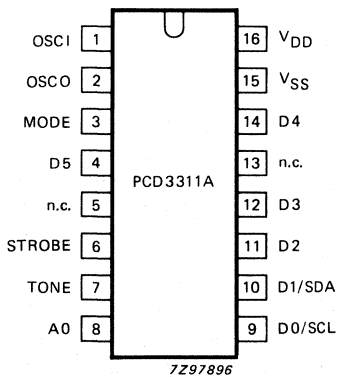 OSCI 1 16 VDD
OSCO 2 15 VSS
MODE 3 14 D4
D5 4 13 n.c.
PCD3311A
n.c. 5 12 D3
STROBE 6 11 D2
TONE 7 10 D1/SDA
A0 8 9 D0/SCL
7Z97896